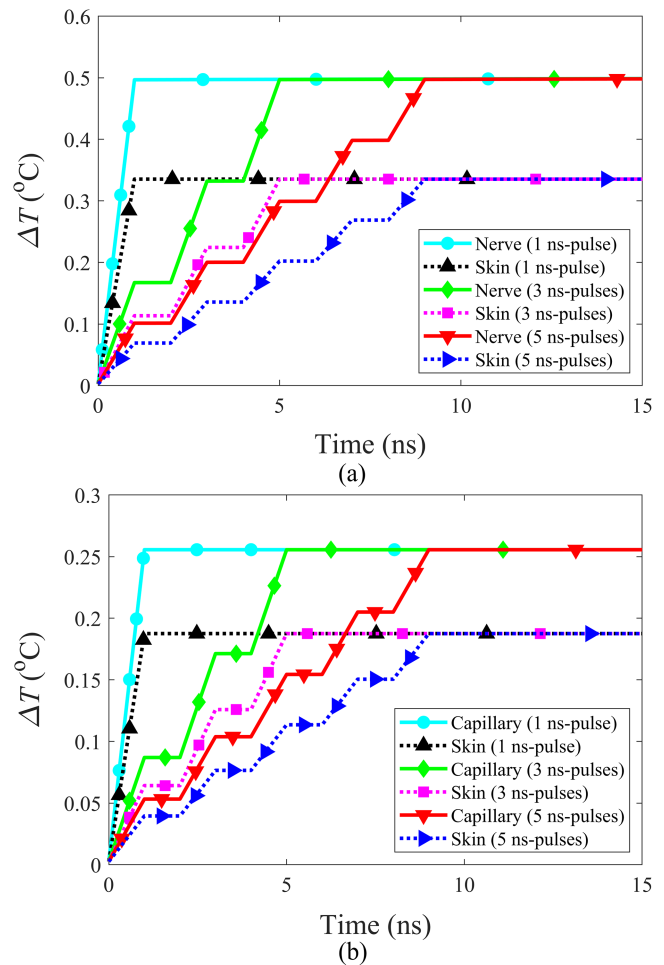 0.6
0.5
0.4
0.3
0.2
0.1
0
ΔT (°C)
Nerve (1 ns-pulse)
Skin (1 ns-pulse)
Nerve (3 ns-pulses)
Skin (3 ns-pulses)
Nerve (5 ns-pulses)
Skin (5 ns-pulses)
0 5 10 15
Time (ns)
(a)
0.3
0.25
0.2
0.15
0.1
0.05
0
ΔT (°C)
Capillary (1 ns-pulse)
Skin (1 ns-pulse)
Capillary (3 ns-pulses)
Skin (3 ns-pulses)
Capillary (5 ns-pulses)
Skin (5 ns-pulses)
0 5 10 15
Time (ns)
(b)